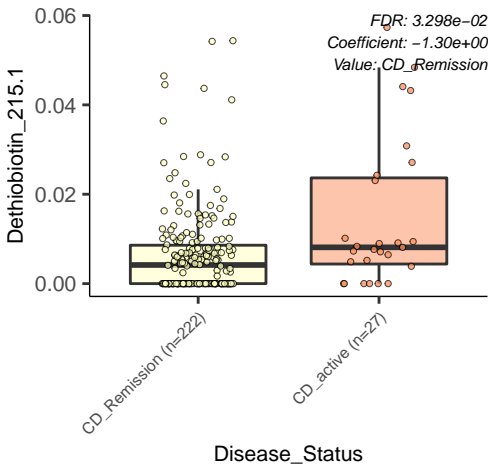 FDR: 3.298e−02
Coefficient: −1.30e+00
Value: CD_Remission
Dethiobiotin_215.1
0.06
0.04
0.02
0.00
CD_Remission (n=222)
CD_active (n=27)
Disease_Status